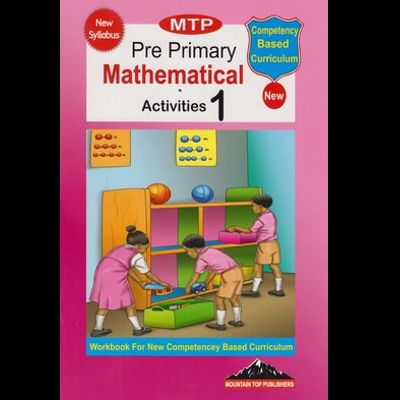 New
Syllabus
MTP
Pre Primary
Mathematical
Activities 1
Competency
Based
Curriculum
New
Workbook For New Competencey Based Curriculum
MOUNTAIN TOP PUBLISHERS